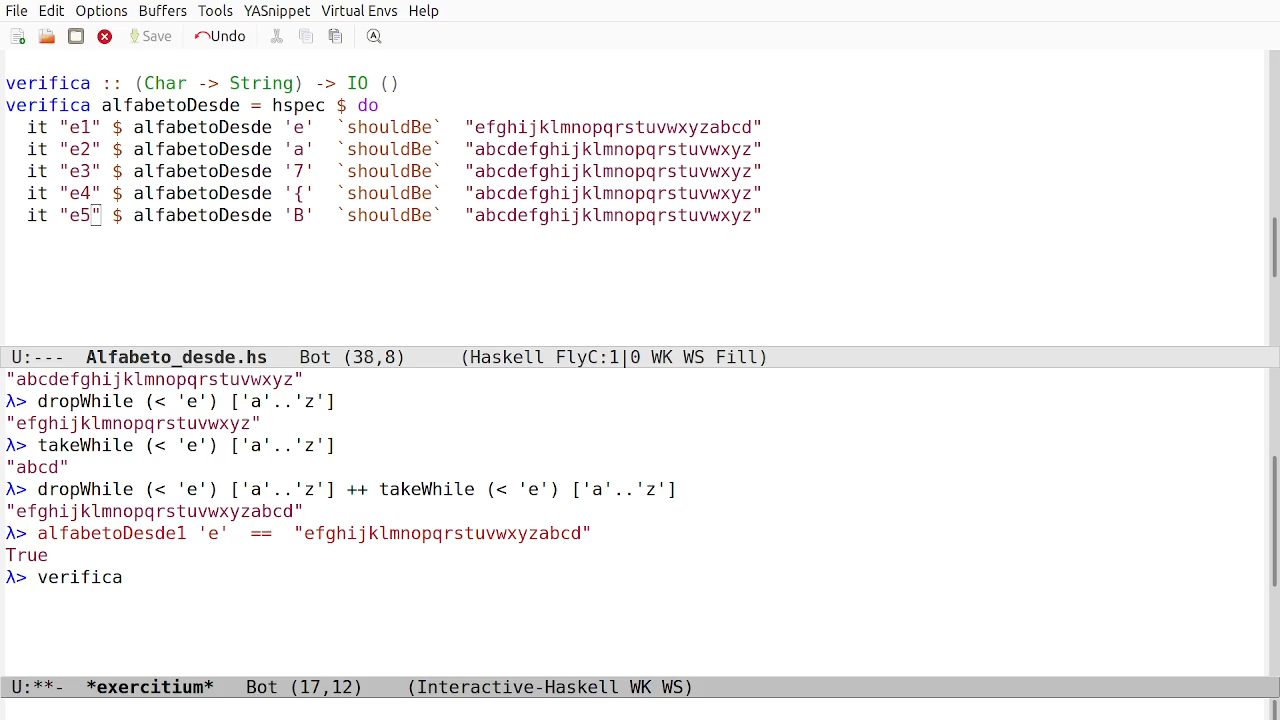 File Edit Options Buffers Tools YASnippet Virtual Envs Help
Save Undo
verifica :: (Char -> String) -> IO ()
verifica alfabetoDesde = hspec $ do
  it "e1" $ alfabetoDesde 'e'  `shouldBe`  "efghijklmnopqrstuvwxyzabcd"
  it "e2" $ alfabetoDesde 'a'  `shouldBe`  "abcdefghijklmnopqrstuvwxyz"
  it "e3" $ alfabetoDesde '7'  `shouldBe`  "abcdefghijklmnopqrstuvwxyz"
  it "e4" $ alfabetoDesde '{'  `shouldBe`  "abcdefghijklmnopqrstuvwxyz"
  it "e5" $ alfabetoDesde 'B'  `shouldBe`  "abcdefghijklmnopqrstuvwxyz"
U:---  Alfabeto_desde.hs   Bot (38,8)     (Haskell FlyC:1|0 WK WS Fill)
"abcdefghijklmnopqrstuvwxyz"
λ> dropWhile (< 'e') ['a'..'z']
"efghijklmnopqrstuvwxyz"
λ> takeWhile (< 'e') ['a'..'z']
"abcd"
λ> dropWhile (< 'e') ['a'..'z'] ++ takeWhile (< 'e') ['a'..'z']
"efghijklmnopqrstuvwxyzabcd"
λ> alfabetoDesde1 'e'  ==  "efghijklmnopqrstuvwxyzabcd"
True
λ> verifica
U:**-  *exercitium*   Bot (17,12)    (Interactive-Haskell WK WS)